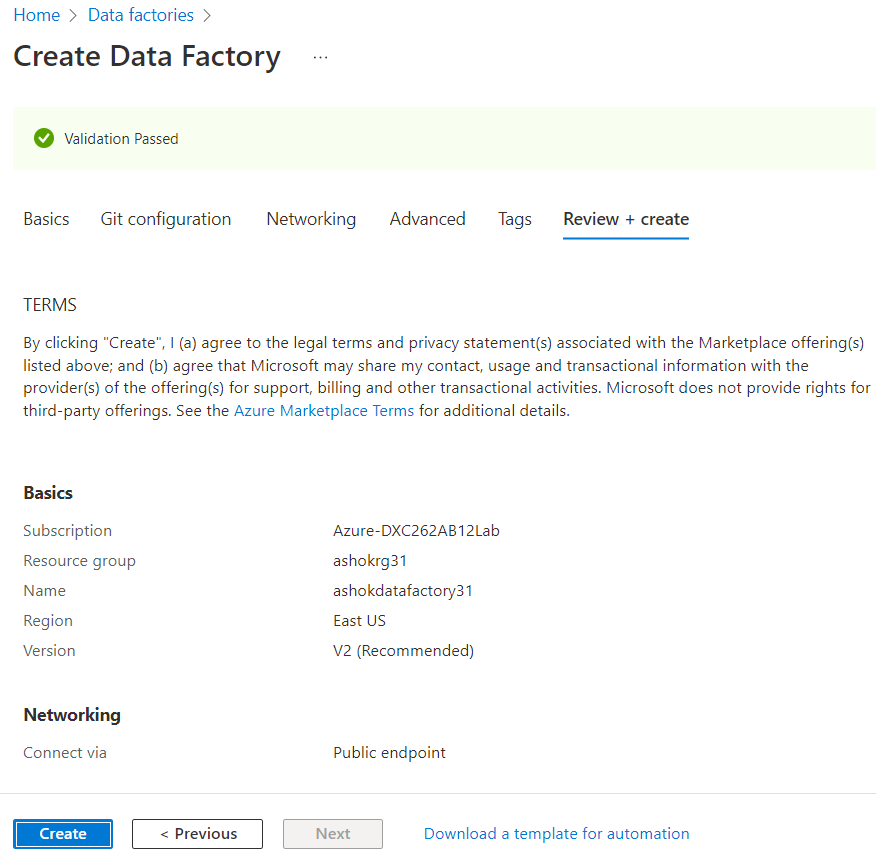 Home > Data factories >
Create Data Factory ...
Validation Passed
Basics Git configuration Networking Advanced Tags Review + create
TERMS
By clicking "Create", I (a) agree to the legal terms and privacy statement(s) associated with the Marketplace offering(s)
listed above; and (b) agree that Microsoft may share my contact, usage and transactional information with the
provider(s) of the offering(s) for support, billing and other transactional activities. Microsoft does not provide rights for
third-party offerings. See the Azure Marketplace Terms for additional details.
Basics
Subscription Azure-DXC262AB12Lab
Resource group ashokrg31
Name ashokdatafactory31
Region East US
Version V2 (Recommended)
Networking
Connect via Public endpoint
Create < Previous Next Download a template for automation